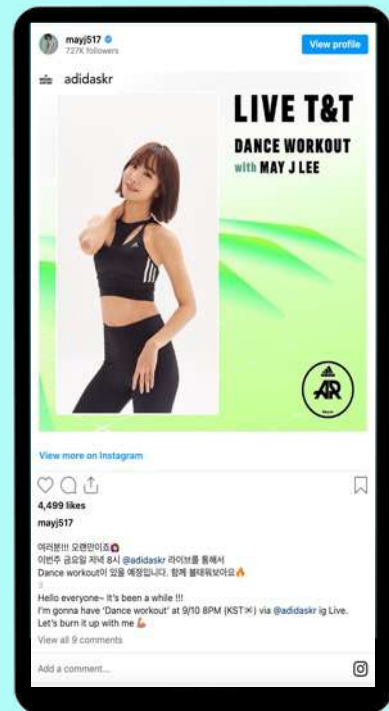 mayj517
727K followers
View profile
adidaskr
LIVE T&T
DANCE WORKOUT
with MAY J LEE
AR
View more on Instagram
4,499 likes
mayj517
여러분!!! 오랜만이죠🙆🏻‍♀️
이번주 금요일 저녁 8시 @adidaskr 라이브를 통해서
Dance workout이 있을 예정입니다. 함께 불태워보아요🔥
Hello everyone~ It's been a while !!!
I'm gonna have 'Dance workout' at 9/10 8PM (KST🇰🇷) via @adidaskr ig Live.
Let's burn it up with me 💪🏼
View all 9 comments
Add a comment...